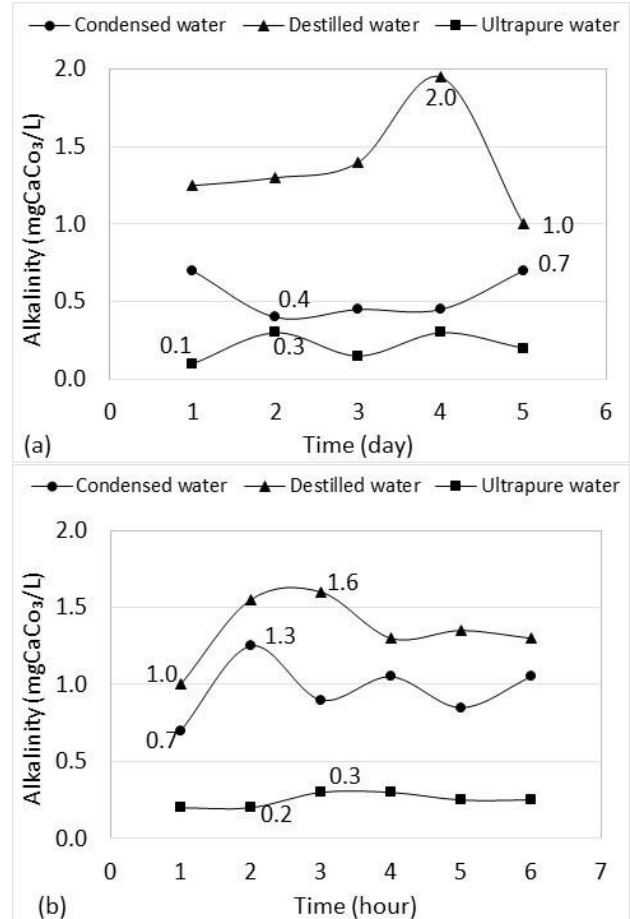 Condensed water Destilled water Ultrapure water
2.0
1.5
1.0
0.5
0.0
Alkalinity (mgCaCo₃/L)
2.0
1.0
0.7
0.4
0.1
0.3
0 1 2 3 4 5 6
(a) Time (day)
Condensed water Destilled water Ultrapure water
2.0
1.5
1.0
0.5
0.0
Alkalinity (mgCaCo₃/L)
1.6
1.3
1.0
0.7
0.3
0.2
0 1 2 3 4 5 6 7
(b) Time (hour)